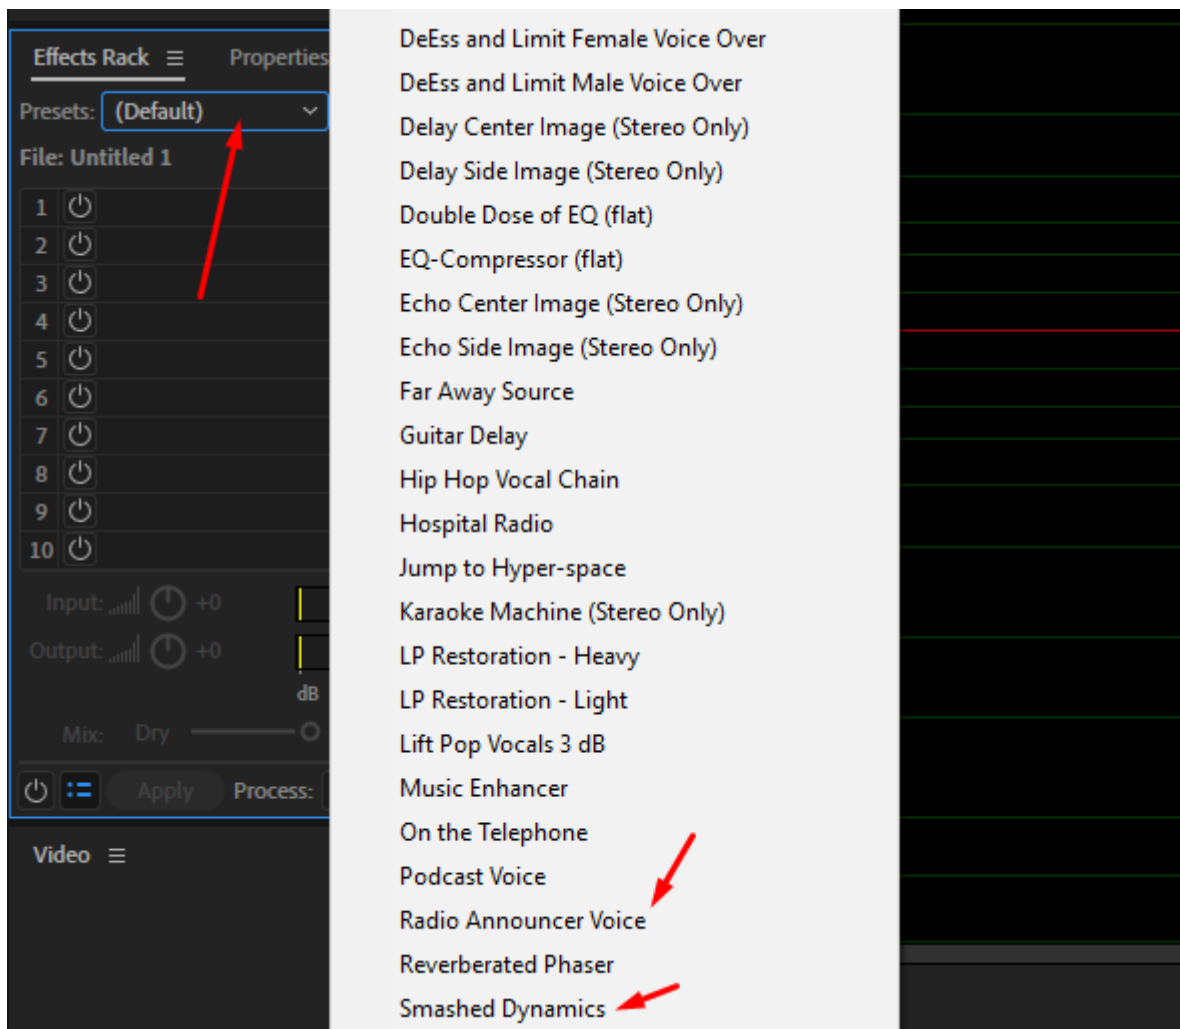 Effects Rack
Properties
Presets:
(Default)
File: Untitled 1
1
2
3
4
5
6
7
8
9
10
Input:
+0
Output:
+0
dB
Mix:
Dry
Apply
Process:
Video
DeEss and Limit Female Voice Over
DeEss and Limit Male Voice Over
Delay Center Image (Stereo Only)
Delay Side Image (Stereo Only)
Double Dose of EQ (flat)
EQ-Compressor (flat)
Echo Center Image (Stereo Only)
Echo Side Image (Stereo Only)
Far Away Source
Guitar Delay
Hip Hop Vocal Chain
Hospital Radio
Jump to Hyper-space
Karaoke Machine (Stereo Only)
LP Restoration - Heavy
LP Restoration - Light
Lift Pop Vocals 3 dB
Music Enhancer
On the Telephone
Podcast Voice
Radio Announcer Voice
Reverberated Phaser
Smashed Dynamics